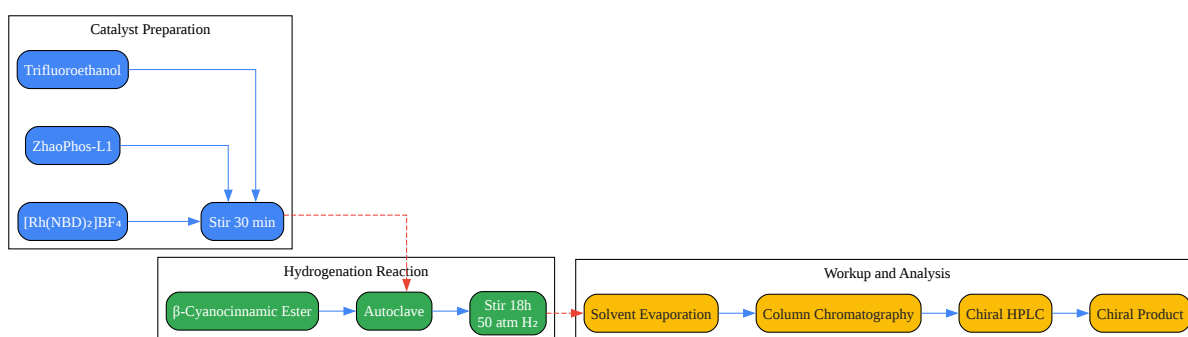 Catalyst Preparation
Trifluoroethanol
ZhaoPhos-L1
[Rh(NBD)₂]BF₄
Stir 30 min
Hydrogenation Reaction
β-Cyanocinnamic Ester
Autoclave
Stir 18h
50 atm H₂
Workup and Analysis
Solvent Evaporation
Column Chromatography
Chiral HPLC
Chiral Product